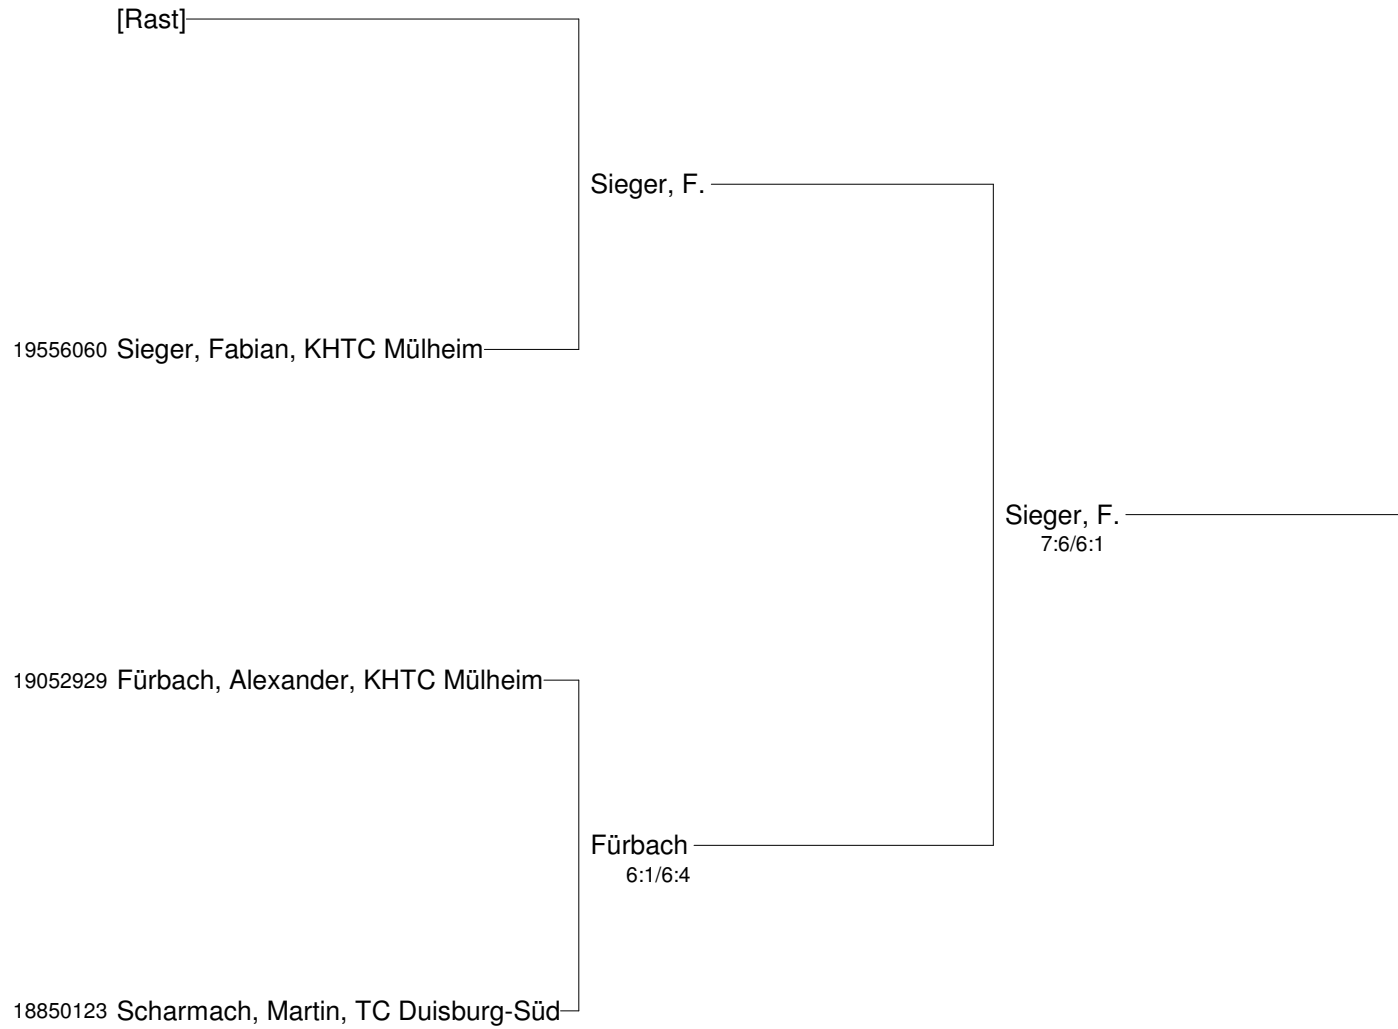 [Rast]
Sieger, F.
19556060 Sieger, Fabian, KHTC Mülheim
Sieger, F.
7:6/6:1
19052929 Fürbach, Alexander, KHTC Mülheim
Fürbach
6:1/6:4
18850123 Scharmach, Martin, TC Duisburg-Süd